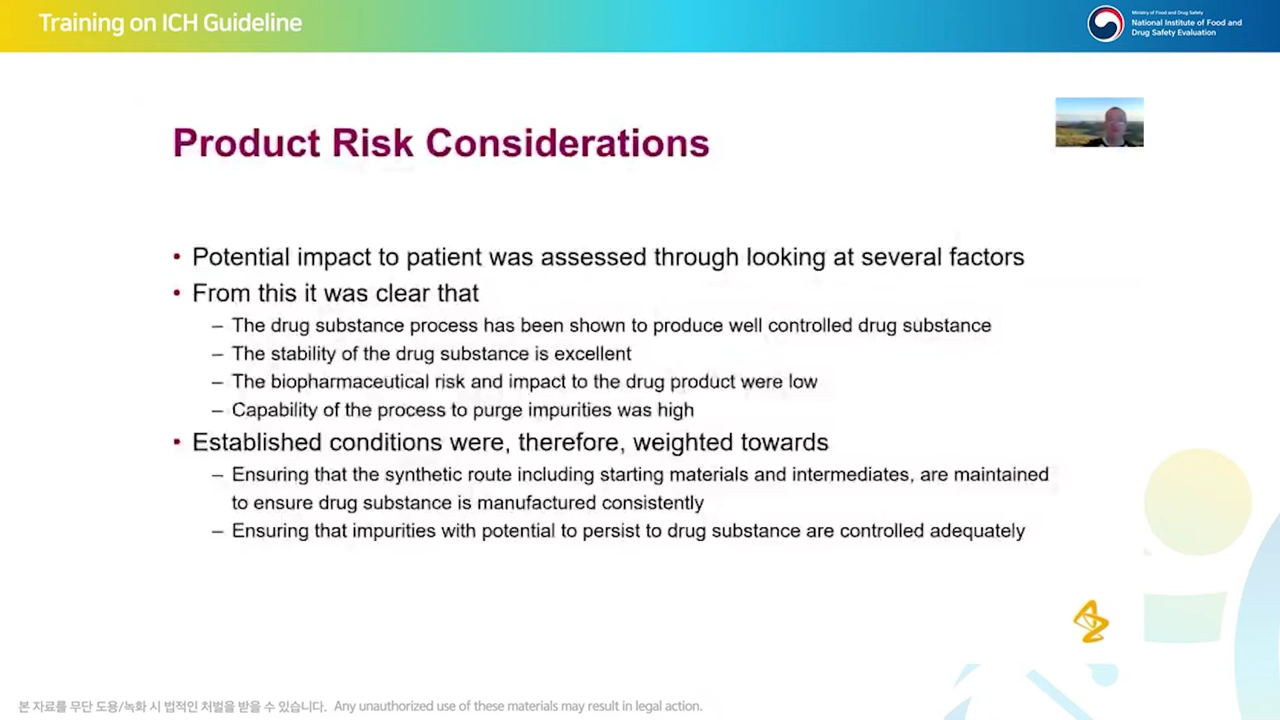 Training on ICH Guideline
Ministry of Food and Drug Safety
National Institute of Food and
Drug Safety Evaluation
Product Risk Considerations
• Potential impact to patient was assessed through looking at several factors
• From this it was clear that
– The drug substance process has been shown to produce well controlled drug substance
– The stability of the drug substance is excellent
– The biopharmaceutical risk and impact to the drug product were low
– Capability of the process to purge impurities was high
• Established conditions were, therefore, weighted towards
– Ensuring that the synthetic route including starting materials and intermediates, are maintained
to ensure drug substance is manufactured consistently
– Ensuring that impurities with potential to persist to drug substance are controlled adequately
본 자료를 무단 도용/녹화 시 법적인 처벌을 받을 수 있습니다. Any unauthorized use of these materials may result in legal action.